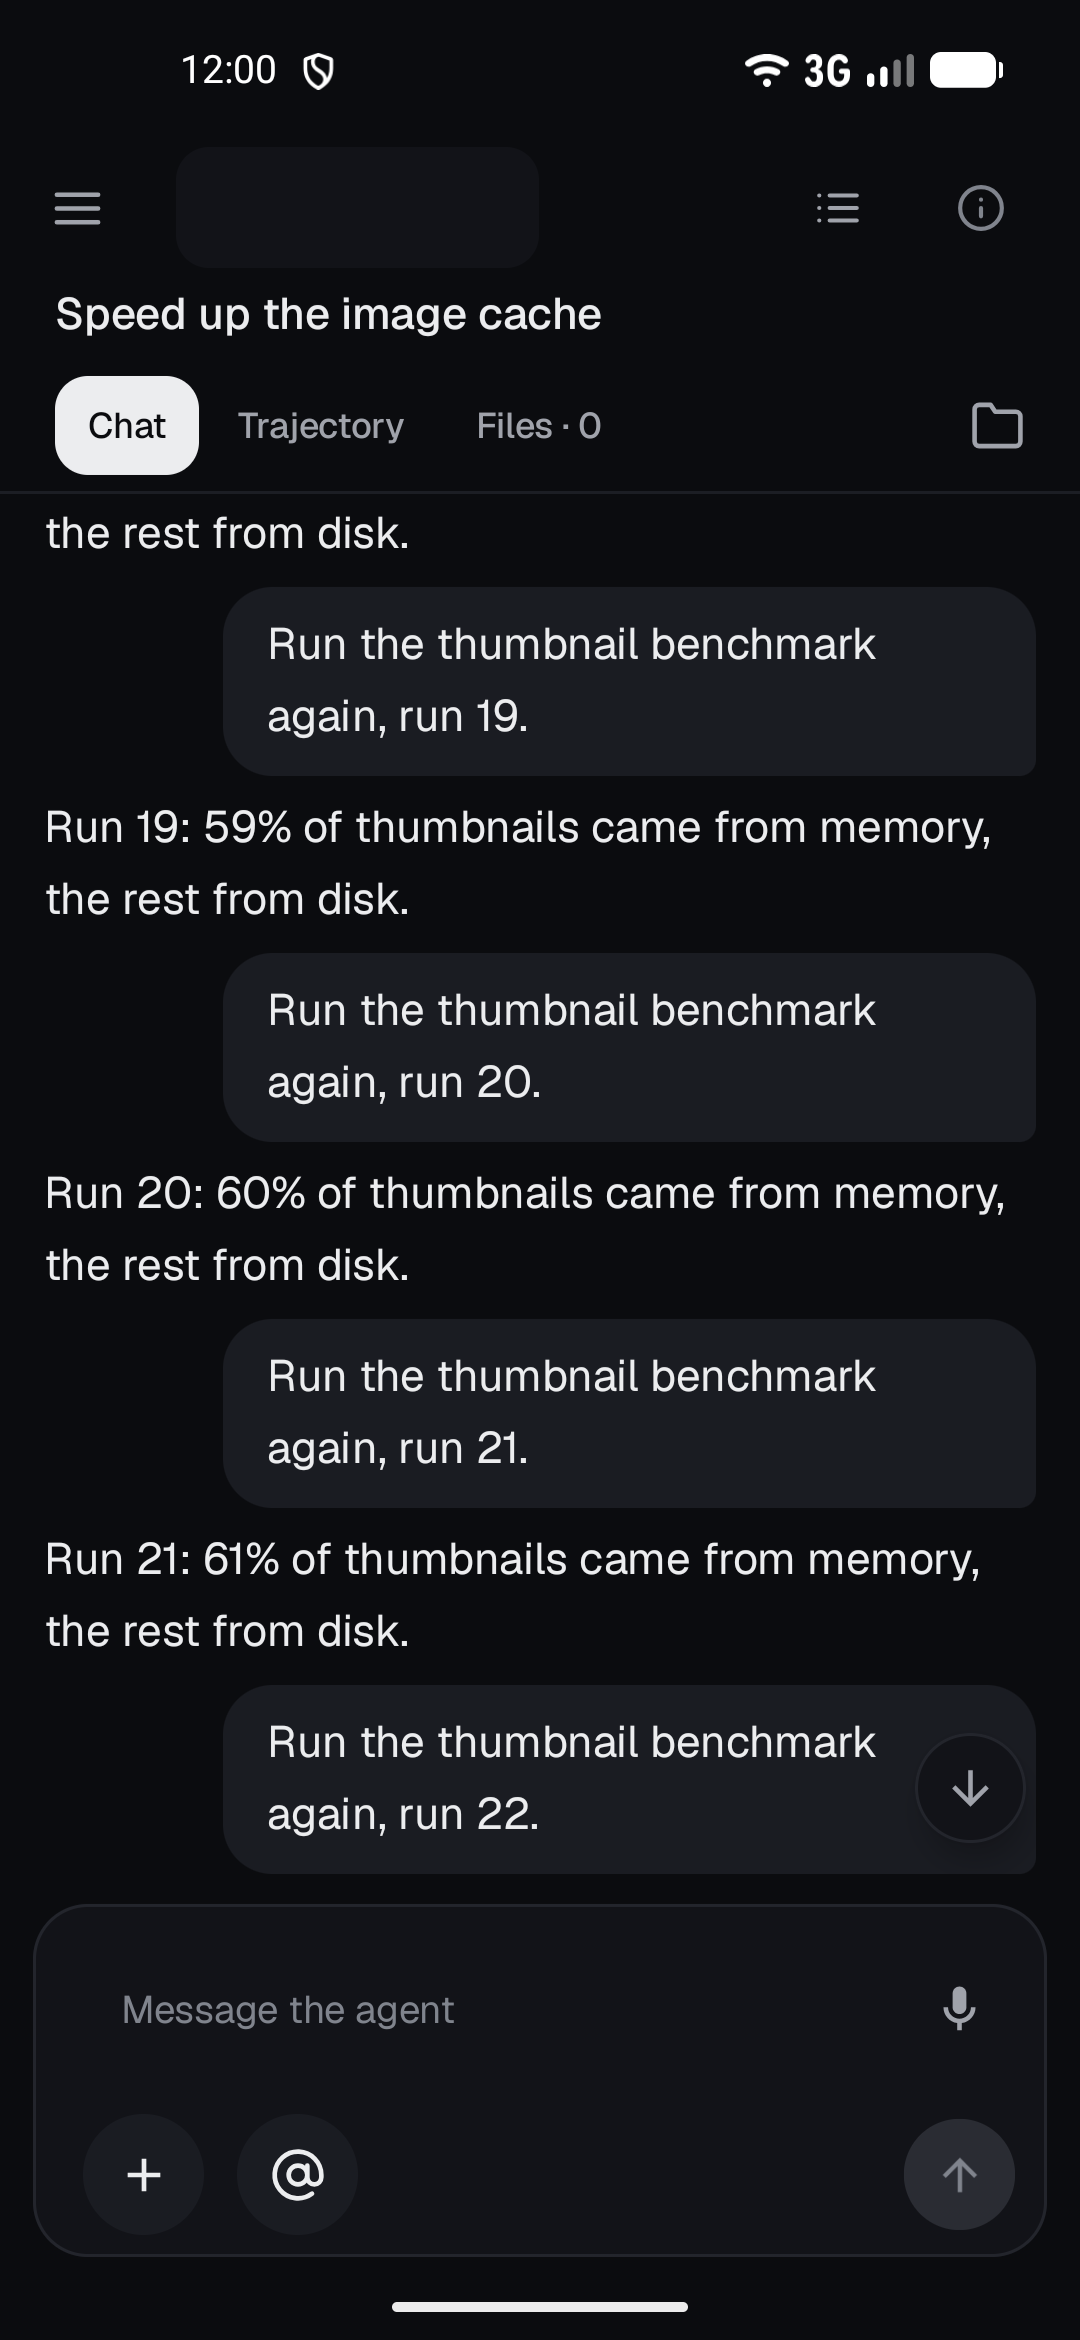 12:00
3G
Speed up the image cache
Chat
Trajectory
Files · 0
the rest from disk.
Run the thumbnail benchmark
again, run 19.
Run 19: 59% of thumbnails came from memory,
the rest from disk.
Run the thumbnail benchmark
again, run 20.
Run 20: 60% of thumbnails came from memory,
the rest from disk.
Run the thumbnail benchmark
again, run 21.
Run 21: 61% of thumbnails came from memory,
the rest from disk.
Run the thumbnail benchmark
again, run 22.
Message the agent